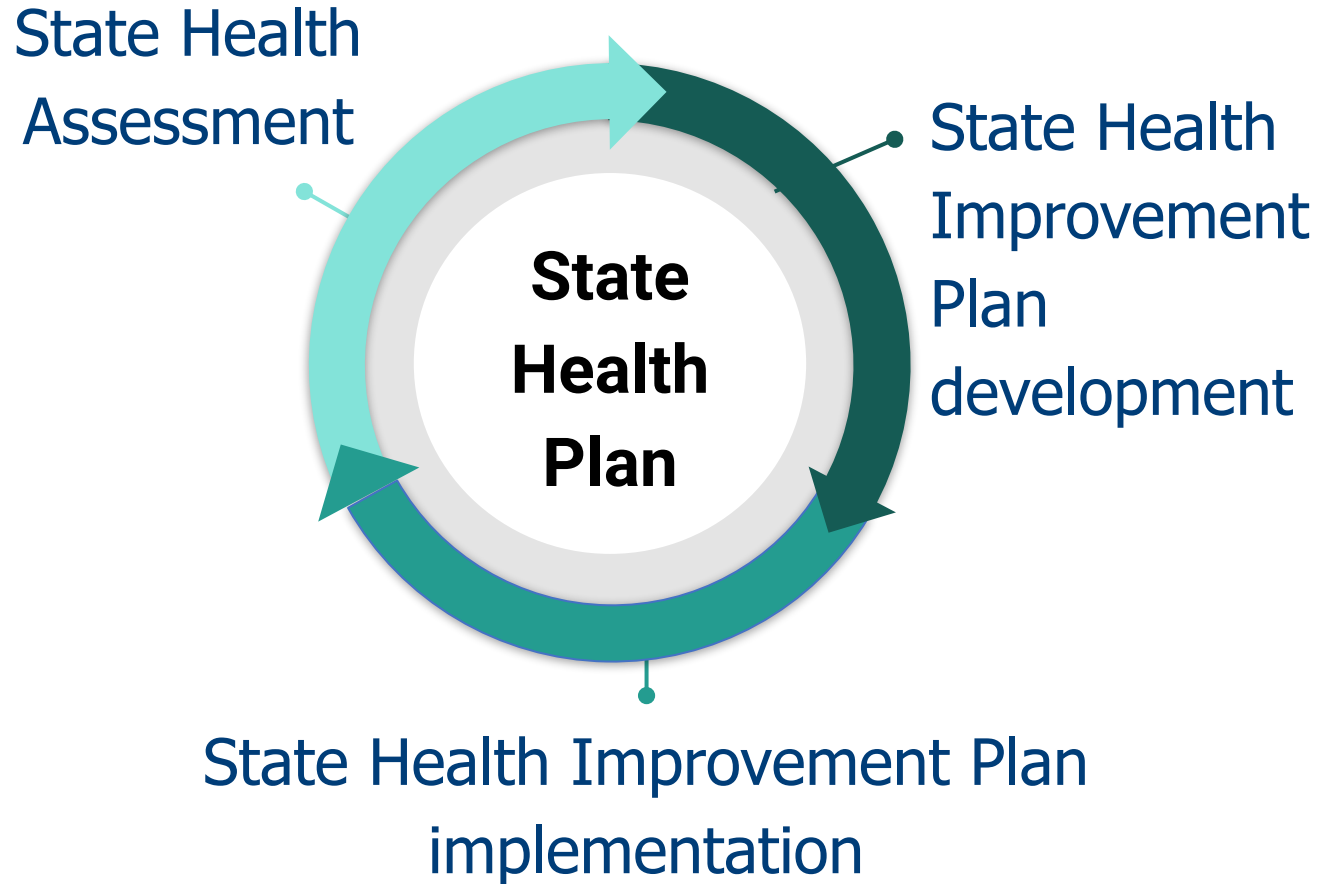 State Health
Assessment
State Health
Improvement
Plan
development
State
Health
Plan
State Health Improvement Plan
implementation